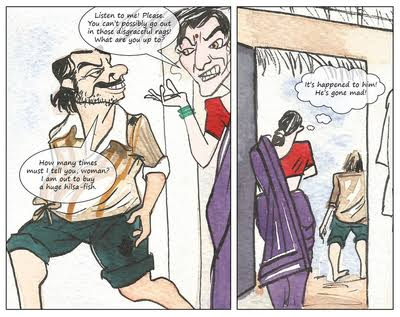 Listen to me! Please.
You can't possibly go out
in those disgraceful rags!
What are you up to?
How many times
must I tell you, woman?
I am out to buy
a huge hilsa-fish.
It's happened to him!
He's gone mad!